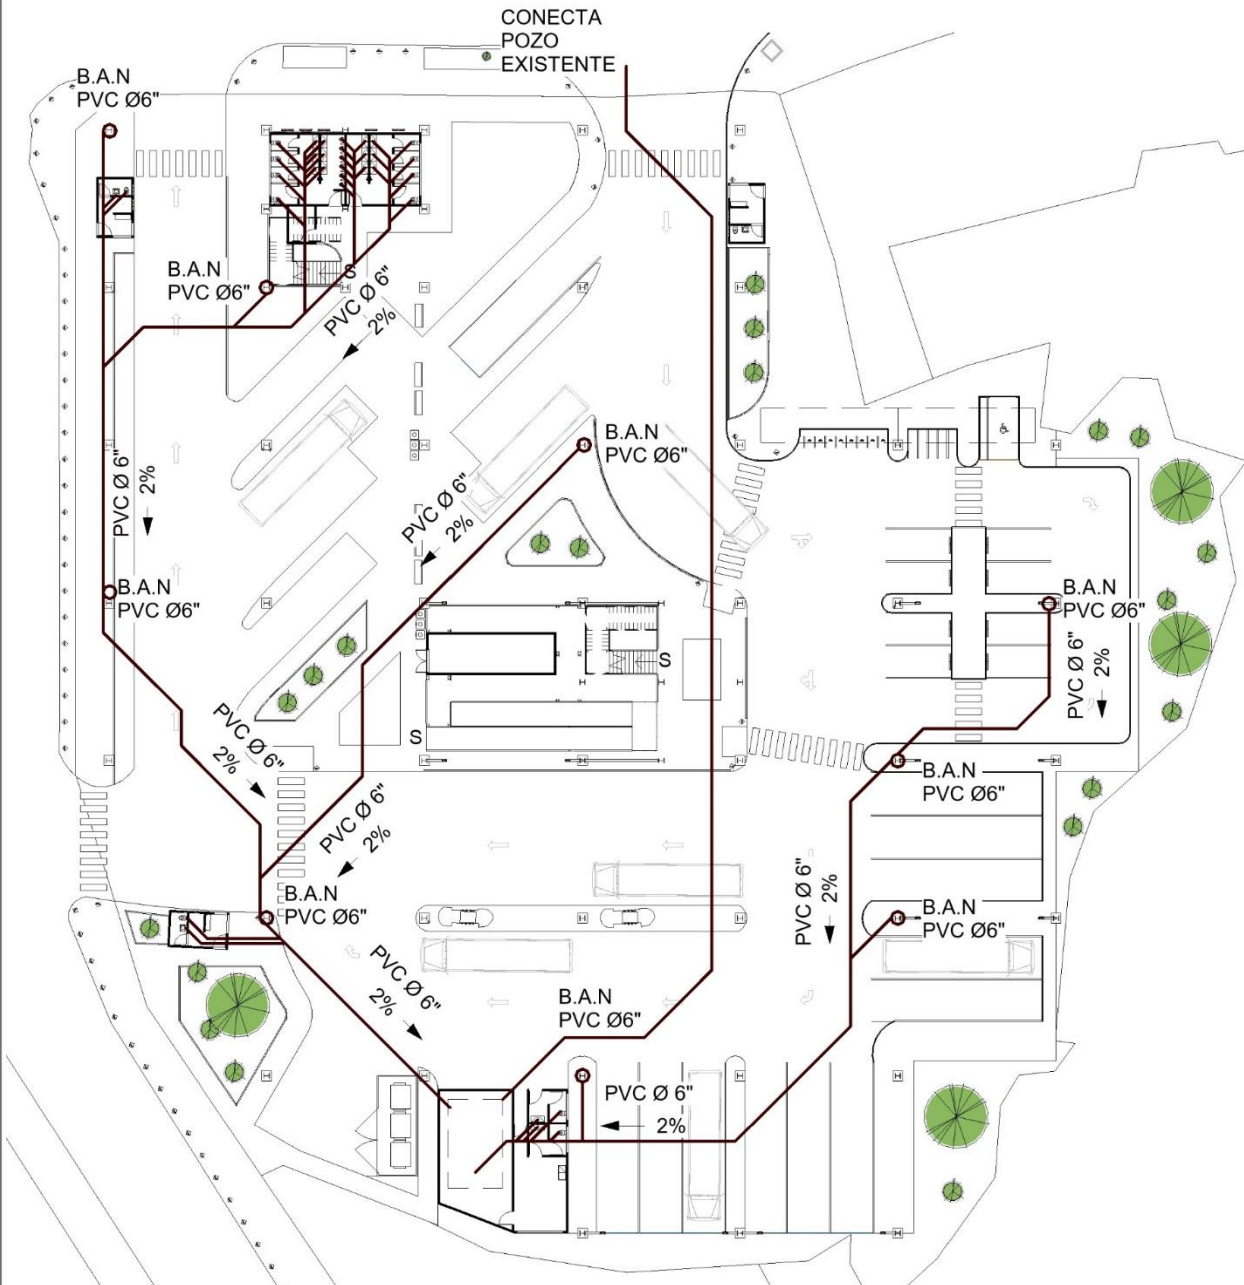 CONECTA
POZO
EXISTENTE
B.A.N
PVC Ø6"
B.A.N
PVC Ø6"
S
PVC Ø 6"
2%
B.A.N
PVC Ø6"
PVC Ø 6"
2%
PVC Ø 6"
2%
B.A.N
PVC Ø6"
B.A.N
PVC Ø6"
PVC Ø 6"
2%
S
S
PVC Ø 6"
2%
B.A.N
PVC Ø6"
PVC Ø 6"
2%
PVC Ø 6"
2%
B.A.N
PVC Ø6"
B.A.N
PVC Ø6"
PVC Ø 6"
2%
B.A.N
PVC Ø6"
PVC Ø 6"
2%